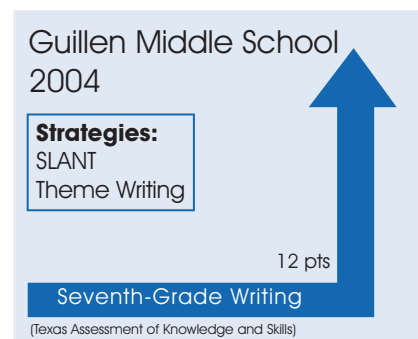 Guillen Middle School
2004
Strategies:
SLANT
Theme Writing
12 pts
Seventh-Grade Writing
(Texas Assessment of Knowledge and Skills)